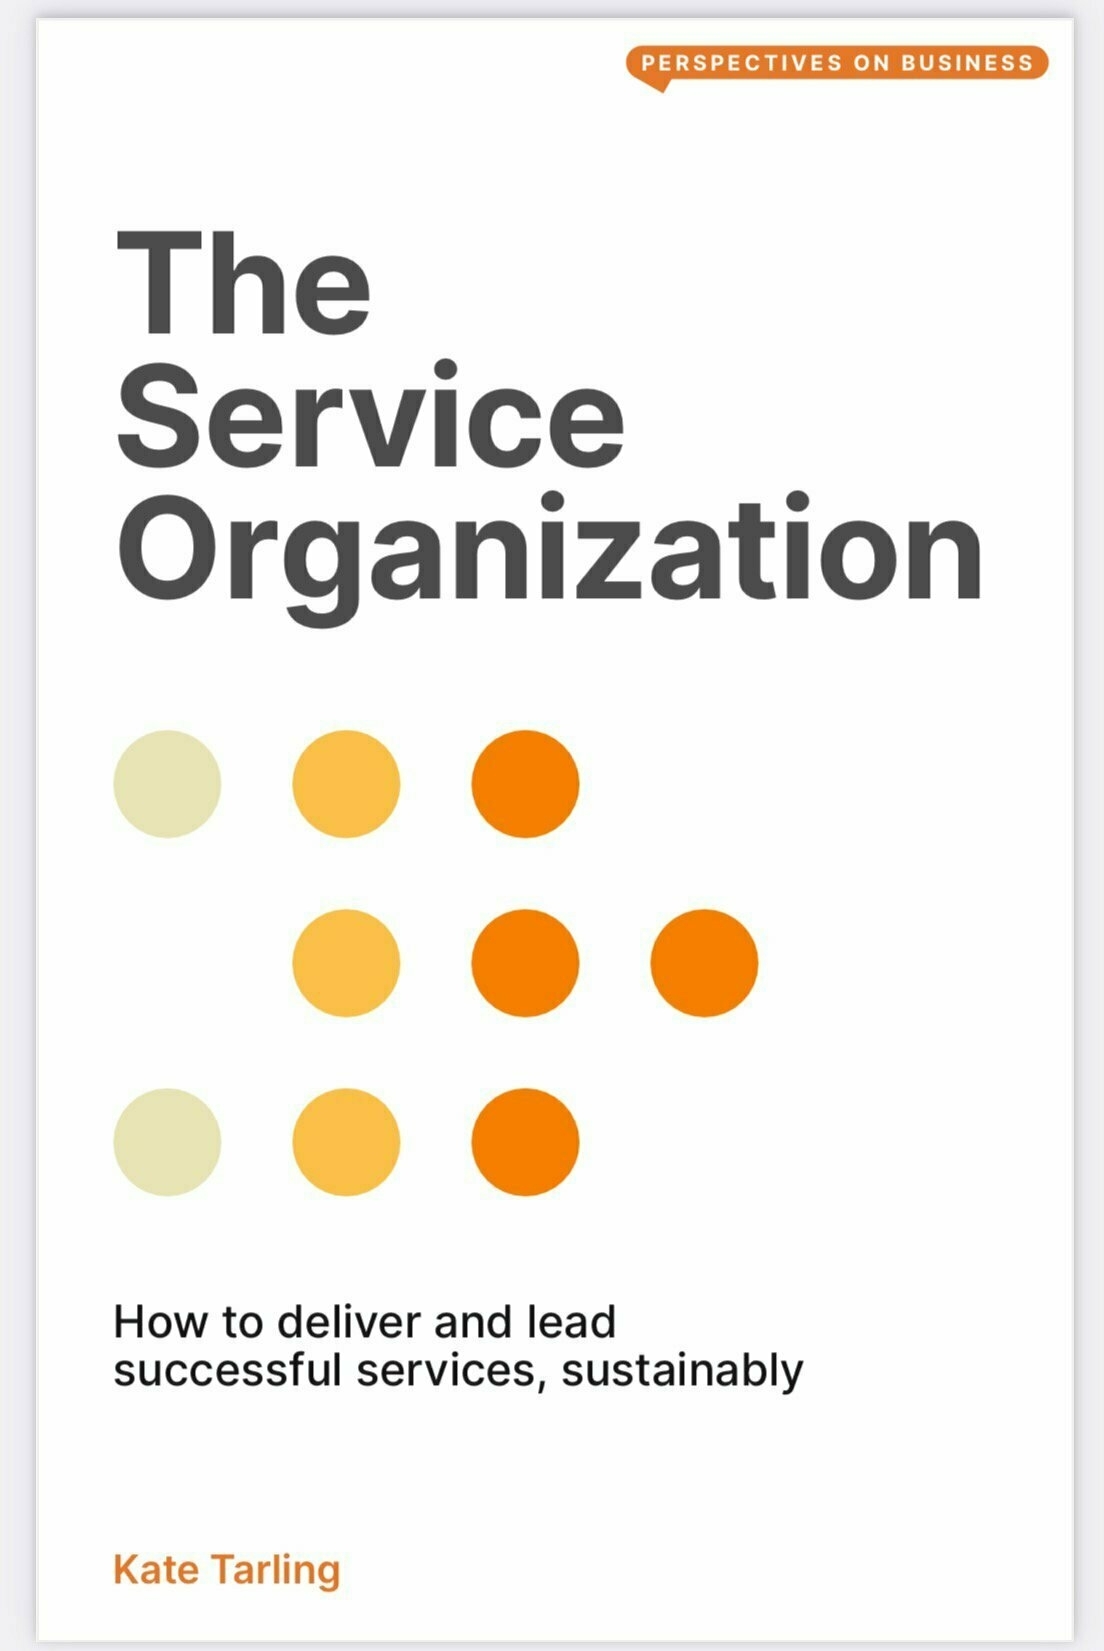 PERSPECTIVES ON BUSINESS
The
Service
Organization
How to deliver and lead
successful services, sustainably
Kate Tarling